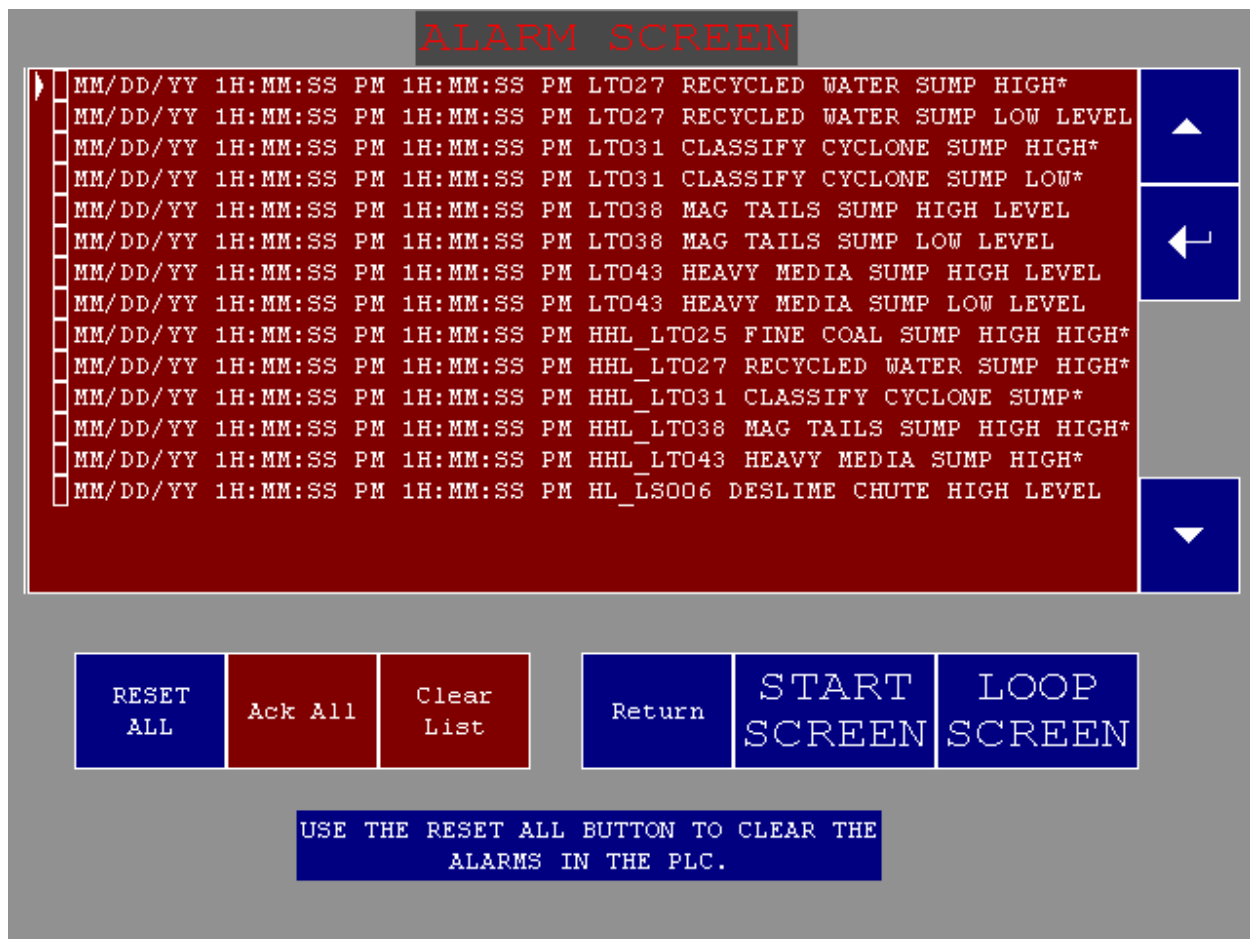 ALARM SCREEN
MM/DD/YY 1H:MM:SS PM 1H:MM:SS PM LT027 RECYCLED WATER SUMP HIGH*
MM/DD/YY 1H:MM:SS PM 1H:MM:SS PM LT027 RECYCLED WATER SUMP LOW LEVEL
MM/DD/YY 1H:MM:SS PM 1H:MM:SS PM LT031 CLASSIFY CYCLONE SUMP HIGH*
MM/DD/YY 1H:MM:SS PM 1H:MM:SS PM LT031 CLASSIFY CYCLONE SUMP LOW*
MM/DD/YY 1H:MM:SS PM 1H:MM:SS PM LT038 MAG TAILS SUMP HIGH LEVEL
MM/DD/YY 1H:MM:SS PM 1H:MM:SS PM LT038 MAG TAILS SUMP LOW LEVEL
MM/DD/YY 1H:MM:SS PM 1H:MM:SS PM LT043 HEAVY MEDIA SUMP HIGH LEVEL
MM/DD/YY 1H:MM:SS PM 1H:MM:SS PM LT043 HEAVY MEDIA SUMP LOW LEVEL
MM/DD/YY 1H:MM:SS PM 1H:MM:SS PM HHL_LT025 FINE COAL SUMP HIGH HIGH*
MM/DD/YY 1H:MM:SS PM 1H:MM:SS PM HHL_LT027 RECYCLED WATER SUMP HIGH*
MM/DD/YY 1H:MM:SS PM 1H:MM:SS PM HHL_LT031 CLASSIFY CYCLONE SUMP*
MM/DD/YY 1H:MM:SS PM 1H:MM:SS PM HHL_LT038 MAG TAILS SUMP HIGH HIGH*
MM/DD/YY 1H:MM:SS PM 1H:MM:SS PM HHL_LT043 HEAVY MEDIA SUMP HIGH*
MM/DD/YY 1H:MM:SS PM 1H:MM:SS PM HL_LS006 DESLIME CHUTE HIGH LEVEL
RESET
ALL
Ack All
Clear
List
Return
START
SCREEN
LOOP
SCREEN
USE THE RESET ALL BUTTON TO CLEAR THE
ALARMS IN THE PLC.